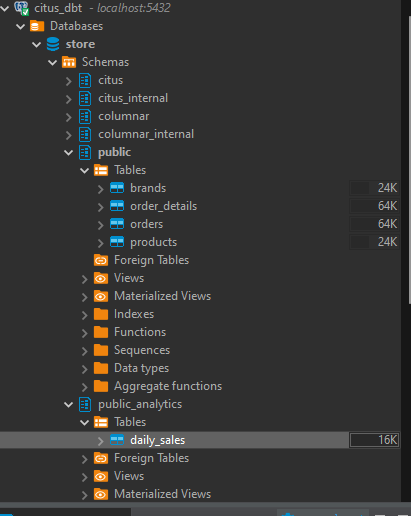 citus_dbt - localhost:5432
Databases
store
Schemas
citus
citus_internal
columnar
columnar_internal
public
Tables
brands 24K
order_details 64K
orders 64K
products 24K
Foreign Tables
Views
Materialized Views
Indexes
Functions
Sequences
Data types
Aggregate functions
public_analytics
Tables
daily_sales 16K
Foreign Tables
Views
Materialized Views